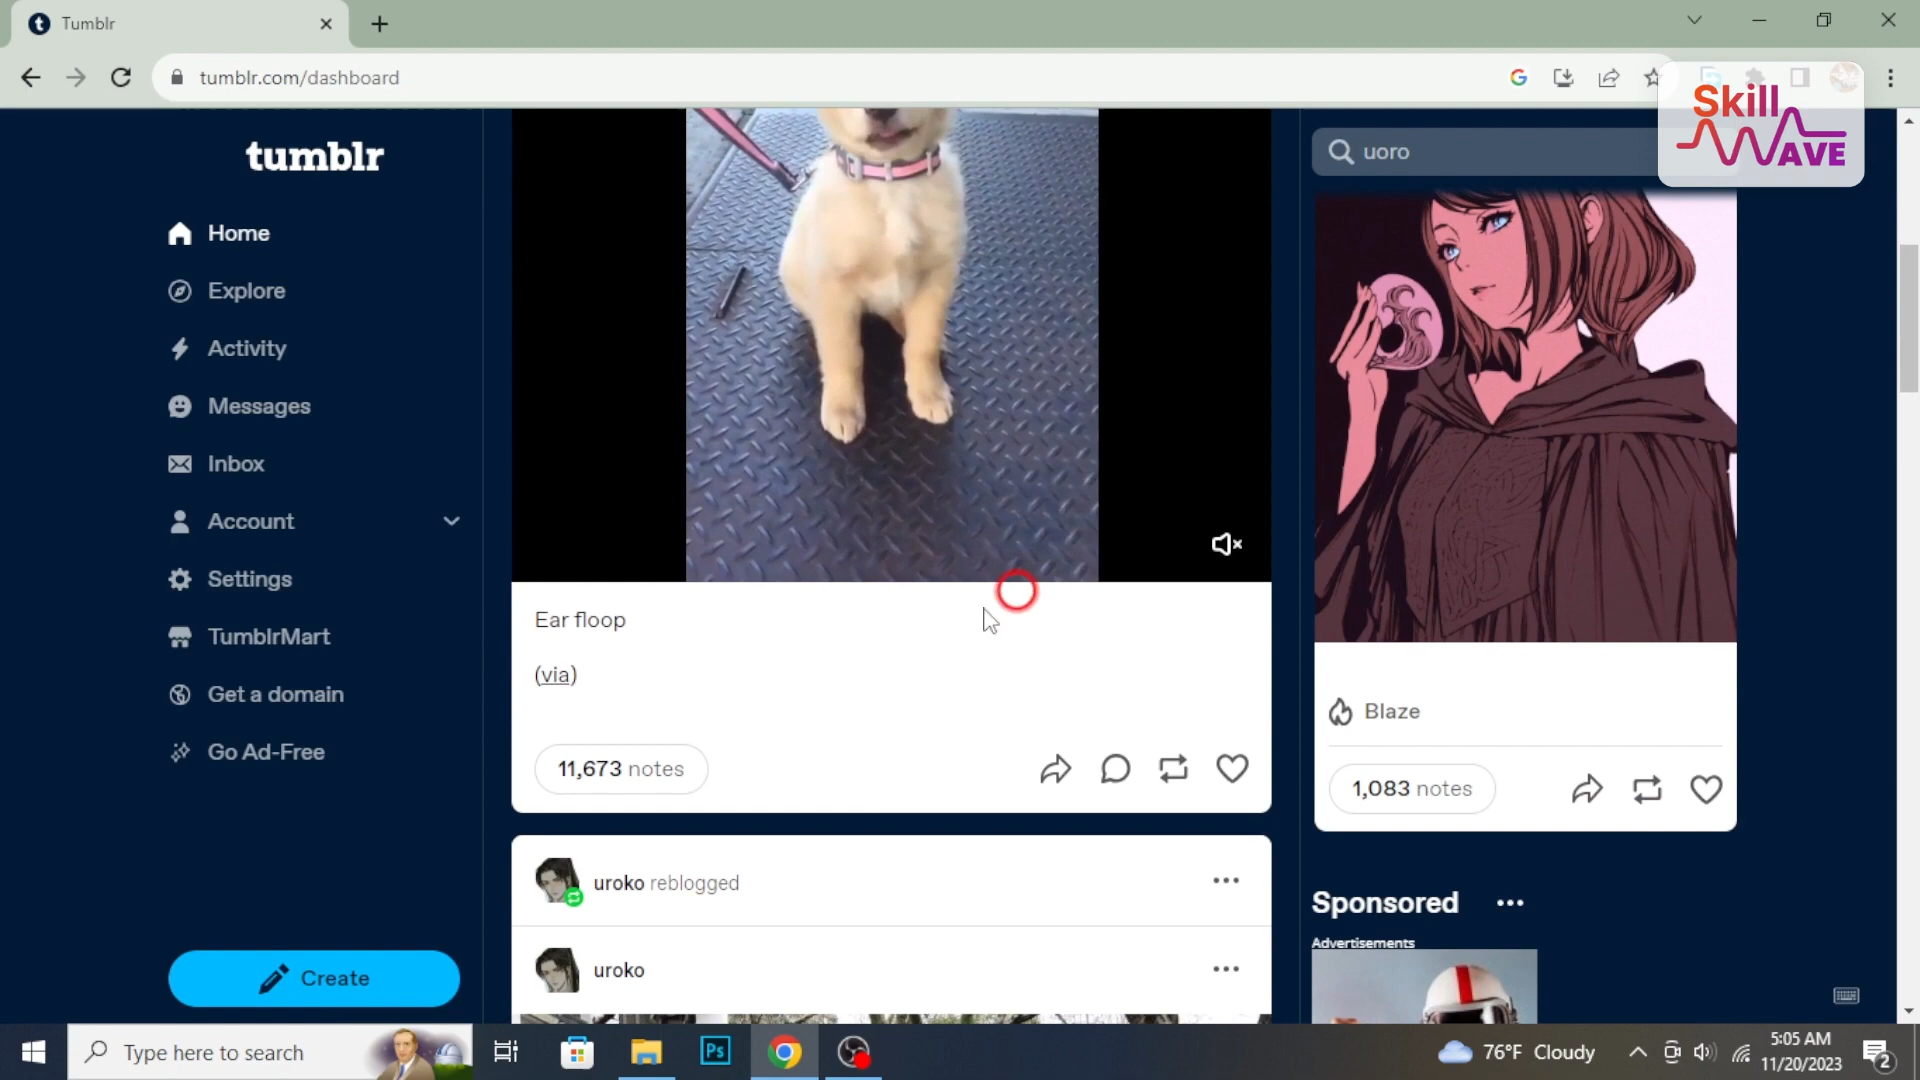 Tumblr
tumblr.com/dashboard
Skill
WAVE
tumblr
Home
Explore
Activity
Messages
Inbox
Account
Settings
TumblrMart
Get a domain
Go Ad-Free
Create
Ear floop
(via)
11,673 notes
uroko reblogged
uroko
uoro
Blaze
1,083 notes
Sponsored
Advertisements
Type here to search
Ps
76°F Cloudy
5:05 AM
11/20/2023
2